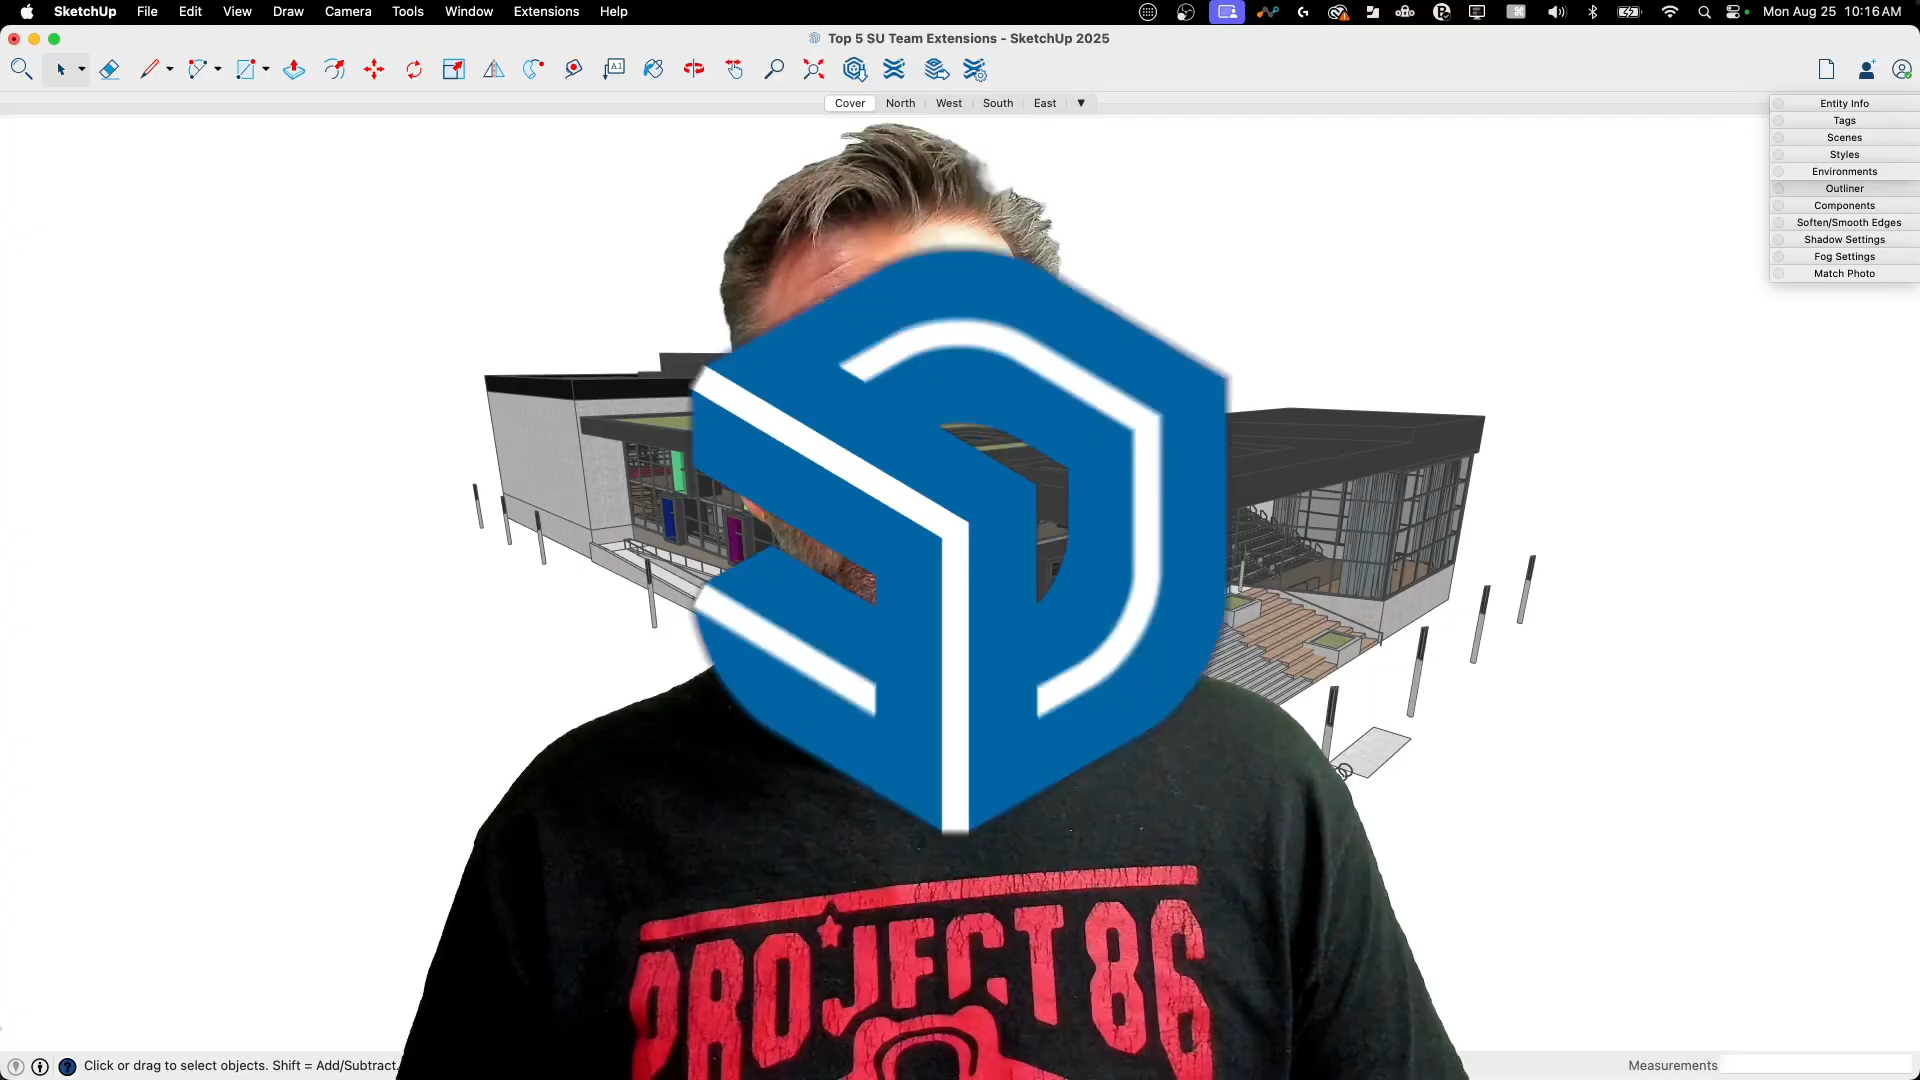 SketchUp File Edit View Draw Camera Tools Window Extensions Help Mon Aug 25 10:16 AM
Top 5 SU Team Extensions - SketchUp 2025
A1
Cover North West South East
Entity Info
Tags
Scenes
Styles
Environments
Outliner
Components
Soften/Smooth Edges
Shadow Settings
Fog Settings
Match Photo
PROJECT 86
Click or drag to select objects. Shift = Add/Subtract.
Measurements